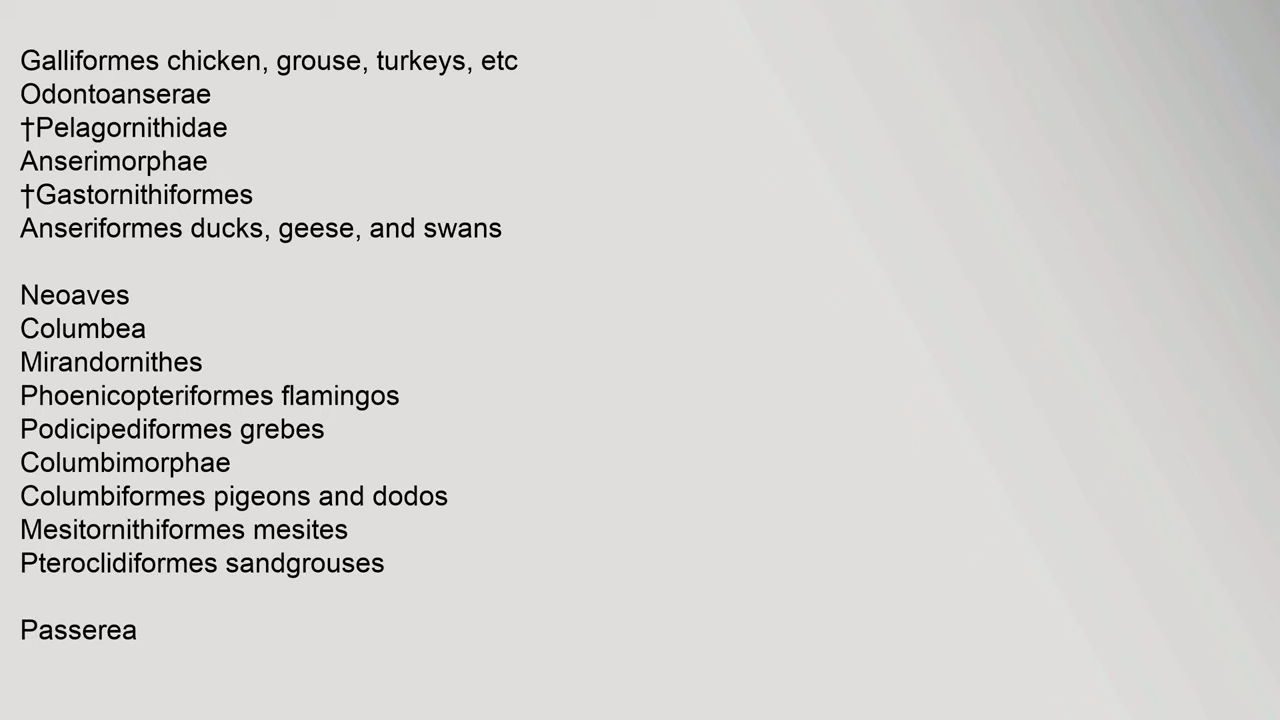 Galliformes chicken, grouse, turkeys, etc
Odontoanserae
†Pelagornithidae
Anserimorphae
†Gastornithiformes
Anseriformes ducks, geese, and swans
Neoaves
Columbea
Mirandornithes
Phoenicopteriformes flamingos
Podicipediformes grebes
Columbimorphae
Columbiformes pigeons and dodos
Mesitornithiformes mesites
Pteroclidiformes sandgrouses
Passerea